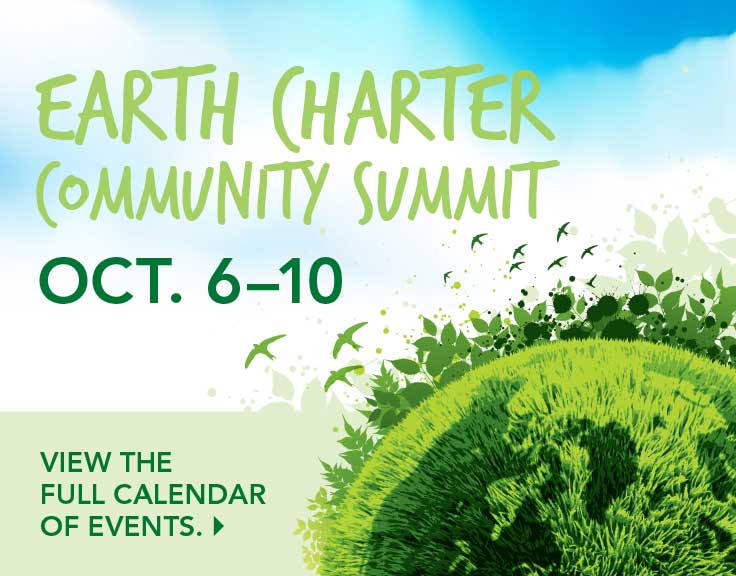 EARTH CHARTER
COMMUNITY SUMMIT
OCT. 6–10
VIEW THE
FULL CALENDAR
OF EVENTS.